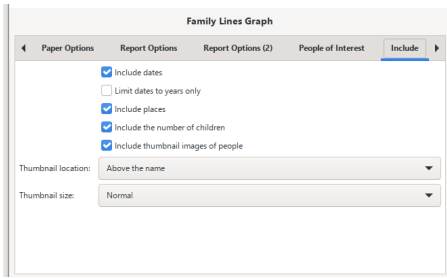 Family Lines Graph
Paper Options Report Options Report Options (2) People of Interest Include
Include dates
Limit dates to years only
Include places
Include the number of children
Include thumbnail images of people
Thumbnail location: Above the name
Thumbnail size: Normal